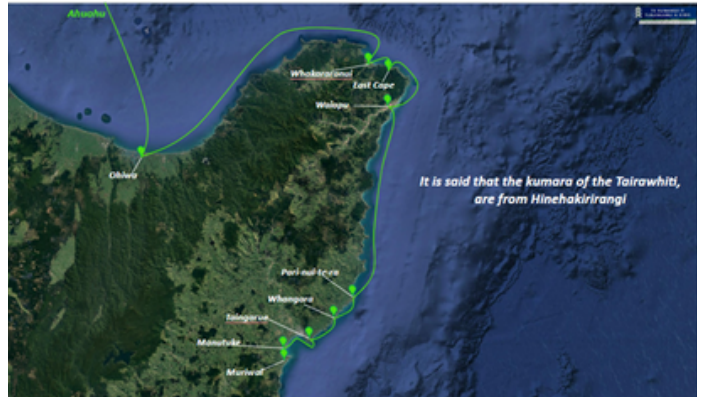 Ahuahu
Whakararonui
East Cape
Waiapu
Ohiwa
It is said that the kumara of the Tairawhiti,
are from Hinehakirirangi
Pari-nui-te-ra
Whangara
Taingarue
Manutuke
Muriwai